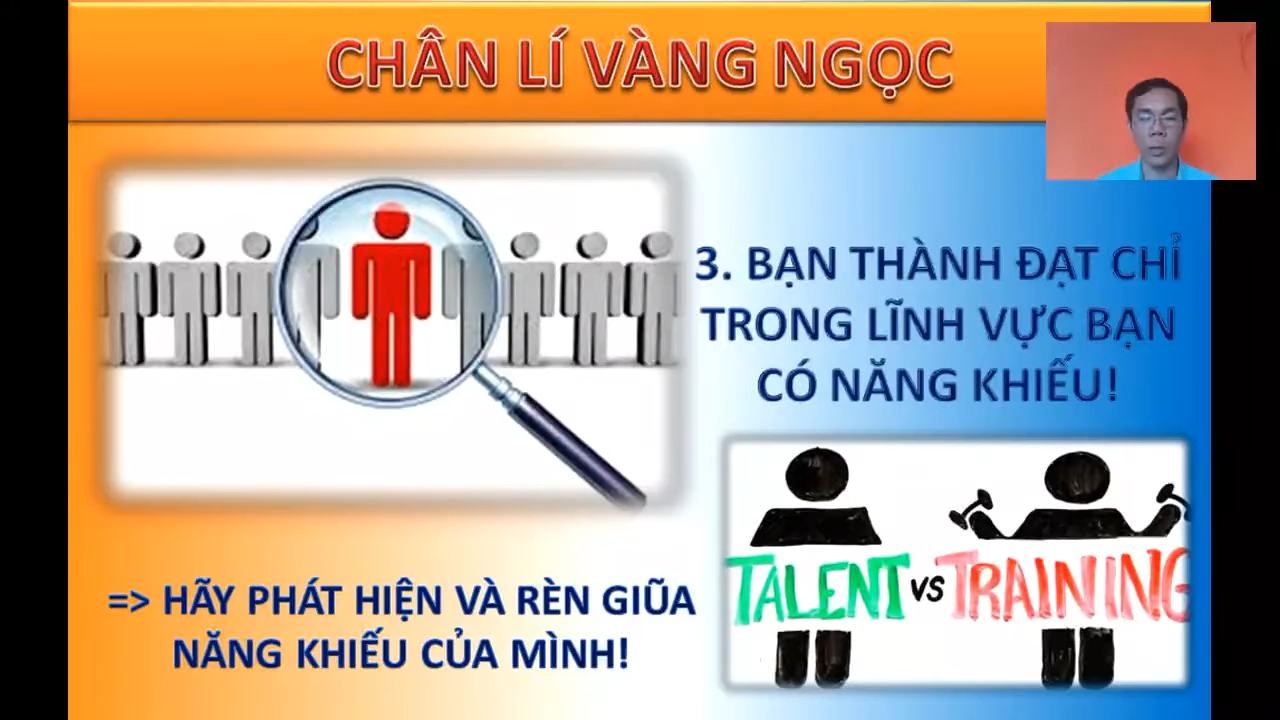 CHÂN LÍ VÀNG NGỌC
3. BẠN THÀNH ĐẠT CHỈ
TRONG LĨNH VỰC BẠN
CÓ NĂNG KHIẾU!
TALENT VS TRAINING
=> HÃY PHÁT HIỆN VÀ RÈN GIŨA
NĂNG KHIẾU CỦA MÌNH!